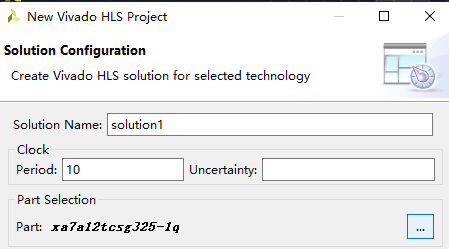 New Vivado HLS Project
Solution Configuration
Create Vivado HLS solution for selected technology
Solution Name: solution1
Clock
Period: 10 Uncertainty:
Part Selection
Part: xa7a12tcsg325-1q ...